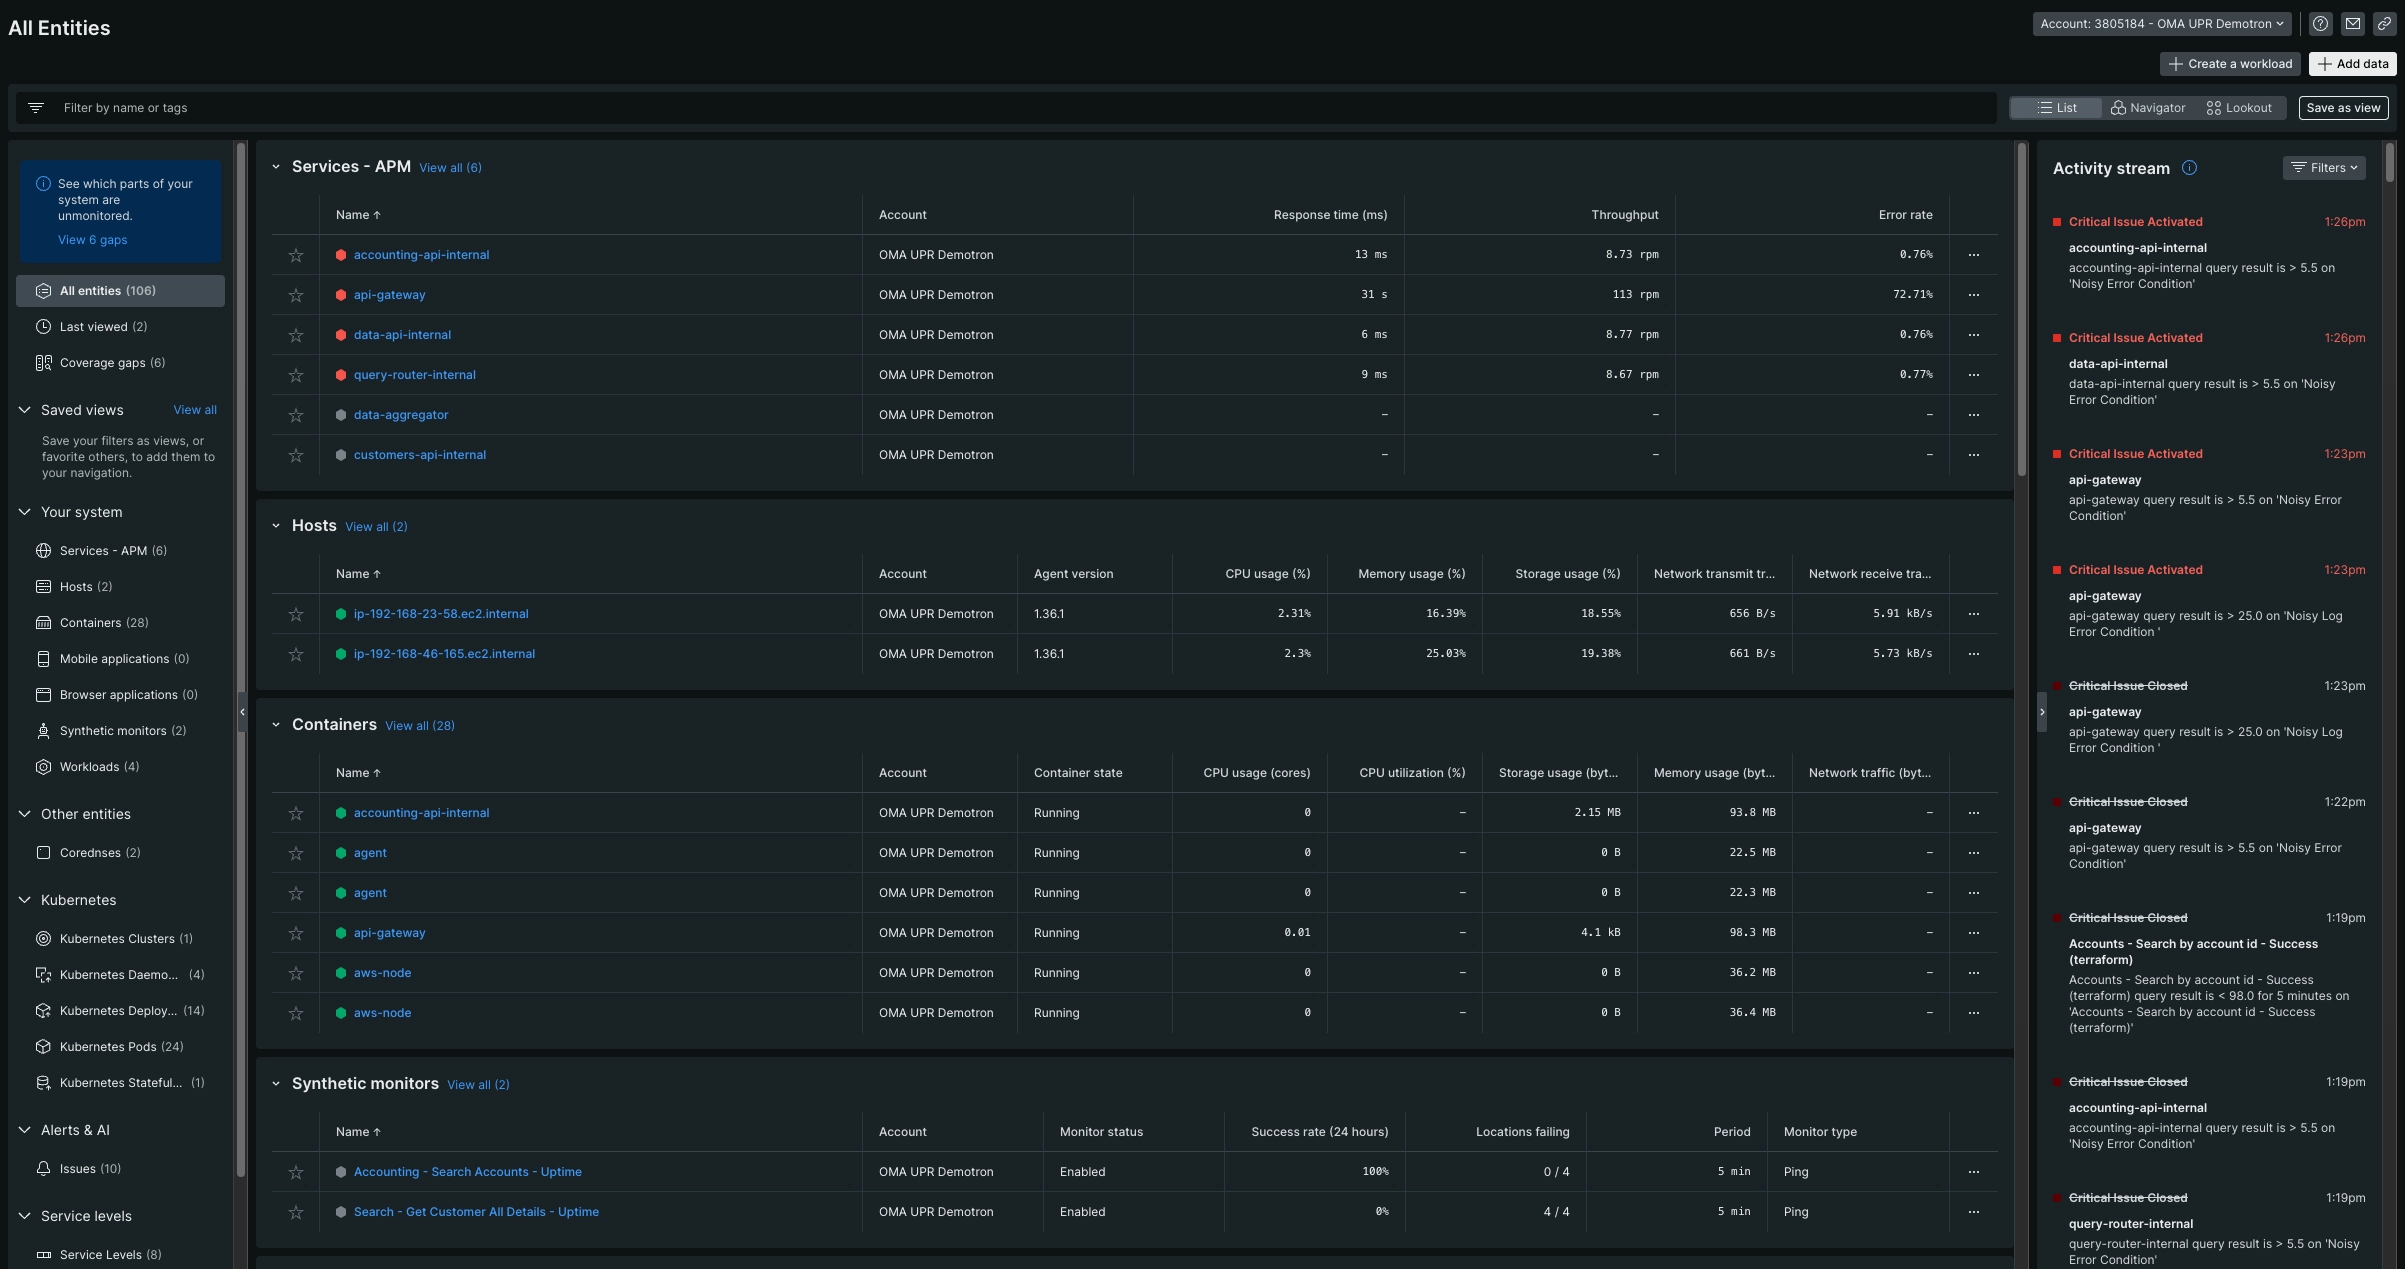 All Entities
Account: 3805184 - OMA UPR Demotron
Create a workload
Add data
Filter by name or tags
List
Navigator
Lookout
Save as view
See which parts of your
system are
unmonitored.
View 6 gaps
All entities (106)
Last viewed (2)
Coverage gaps (6)
Saved views View all
Save your filters as views, or
favorite others, to add them to
your navigation.
Your system
Services - APM (6)
Hosts (2)
Containers (28)
Mobile applications (0)
Browser applications (0)
Synthetic monitors (2)
Workloads (4)
Other entities
Corednses (2)
Kubernetes
Kubernetes Clusters (1)
Kubernetes Daemo... (4)
Kubernetes Deploy... (14)
Kubernetes Pods (24)
Kubernetes Stateful... (1)
Alerts & AI
Issues (10)
Service levels
Service Levels (8)
Services - APM View all (6)
Name ↑ Account Response time (ms) Throughput Error rate
accounting-api-internal OMA UPR Demotron 13 ms 8.73 rpm 0.76% ...
api-gateway OMA UPR Demotron 31 s 113 rpm 72.71% ...
data-api-internal OMA UPR Demotron 6 ms 8.77 rpm 0.76% ...
query-router-internal OMA UPR Demotron 9 ms 8.67 rpm 0.77% ...
data-aggregator OMA UPR Demotron – – – ...
customers-api-internal OMA UPR Demotron – – – ...
Hosts View all (2)
Name ↑ Account Agent version CPU usage (%) Memory usage (%) Storage usage (%) Network transmit tr... Network receive tra...
ip-192-168-23-58.ec2.internal OMA UPR Demotron 1.36.1 2.31% 16.39% 18.55% 656 B/s 5.91 kB/s ...
ip-192-168-46-165.ec2.internal OMA UPR Demotron 1.36.1 2.3% 25.03% 19.38% 661 B/s 5.73 kB/s ...
Containers View all (28)
Name ↑ Account Container state CPU usage (cores) CPU utilization (%) Storage usage (byt... Memory usage (byt... Network traffic (byt...
accounting-api-internal OMA UPR Demotron Running 0 – 2.15 MB 93.8 MB – ...
agent OMA UPR Demotron Running 0 – 0 B 22.5 MB – ...
agent OMA UPR Demotron Running 0 – 0 B 22.3 MB – ...
api-gateway OMA UPR Demotron Running 0.01 – 4.1 kB 98.3 MB – ...
aws-node OMA UPR Demotron Running 0 – 0 B 36.2 MB – ...
aws-node OMA UPR Demotron Running 0 – 0 B 36.4 MB – ...
Synthetic monitors View all (2)
Name ↑ Account Monitor status Success rate (24 hours) Locations failing Period Monitor type
Accounting - Search Accounts - Uptime OMA UPR Demotron Enabled 100% 0 / 4 5 min Ping ...
Search - Get Customer All Details - Uptime OMA UPR Demotron Enabled 0% 4 / 4 5 min Ping ...
Activity stream
Filters
Critical Issue Activated 1:26pm
accounting-api-internal
accounting-api-internal query result is > 5.5 on
'Noisy Error Condition'
Critical Issue Activated 1:26pm
data-api-internal
data-api-internal query result is > 5.5 on 'Noisy
Error Condition'
Critical Issue Activated 1:23pm
api-gateway
api-gateway query result is > 5.5 on 'Noisy Error
Condition'
Critical Issue Activated 1:23pm
api-gateway
api-gateway query result is > 25.0 on 'Noisy Log
Error Condition '
Critical Issue Closed 1:23pm
api-gateway
api-gateway query result is > 25.0 on 'Noisy Log
Error Condition '
Critical Issue Closed 1:22pm
api-gateway
api-gateway query result is > 5.5 on 'Noisy Error
Condition'
Critical Issue Closed 1:19pm
Accounts - Search by account id - Success
(terraform)
Accounts - Search by account id - Success
(terraform) query result is < 98.0 for 5 minutes on
'Accounts - Search by account id - Success
(terraform)'
Critical Issue Closed 1:19pm
accounting-api-internal
accounting-api-internal query result is > 5.5 on
'Noisy Error Condition'
Critical Issue Closed 1:19pm
query-router-internal
query-router-internal query result is > 5.5 on 'Noisy
Error Condition'